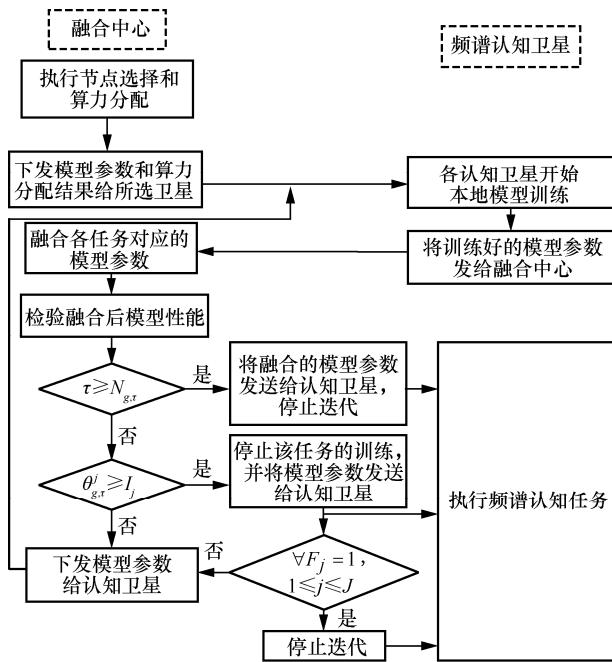 融合中心
频谱认知卫星
执行节点选择和
算力分配
下发模型参数和算力
分配结果给所选卫星
各认知卫星开始
本地模型训练
融合各任务对应的
模型参数
将训练好的模型参数
发给融合中心
检验融合后模型性能
τ≥N_{g,τ}
是
将融合的模型参数
发送给认知卫星，
停止迭代
否
θ^j_{g,τ}≥I_j
是
停止该任务的训练，
并将模型参数发送
给认知卫星
执行频谱认知任务
否
下发模型参数
给认知卫星
否
∀F_j=1，
1≤j≤J
是
停止迭代